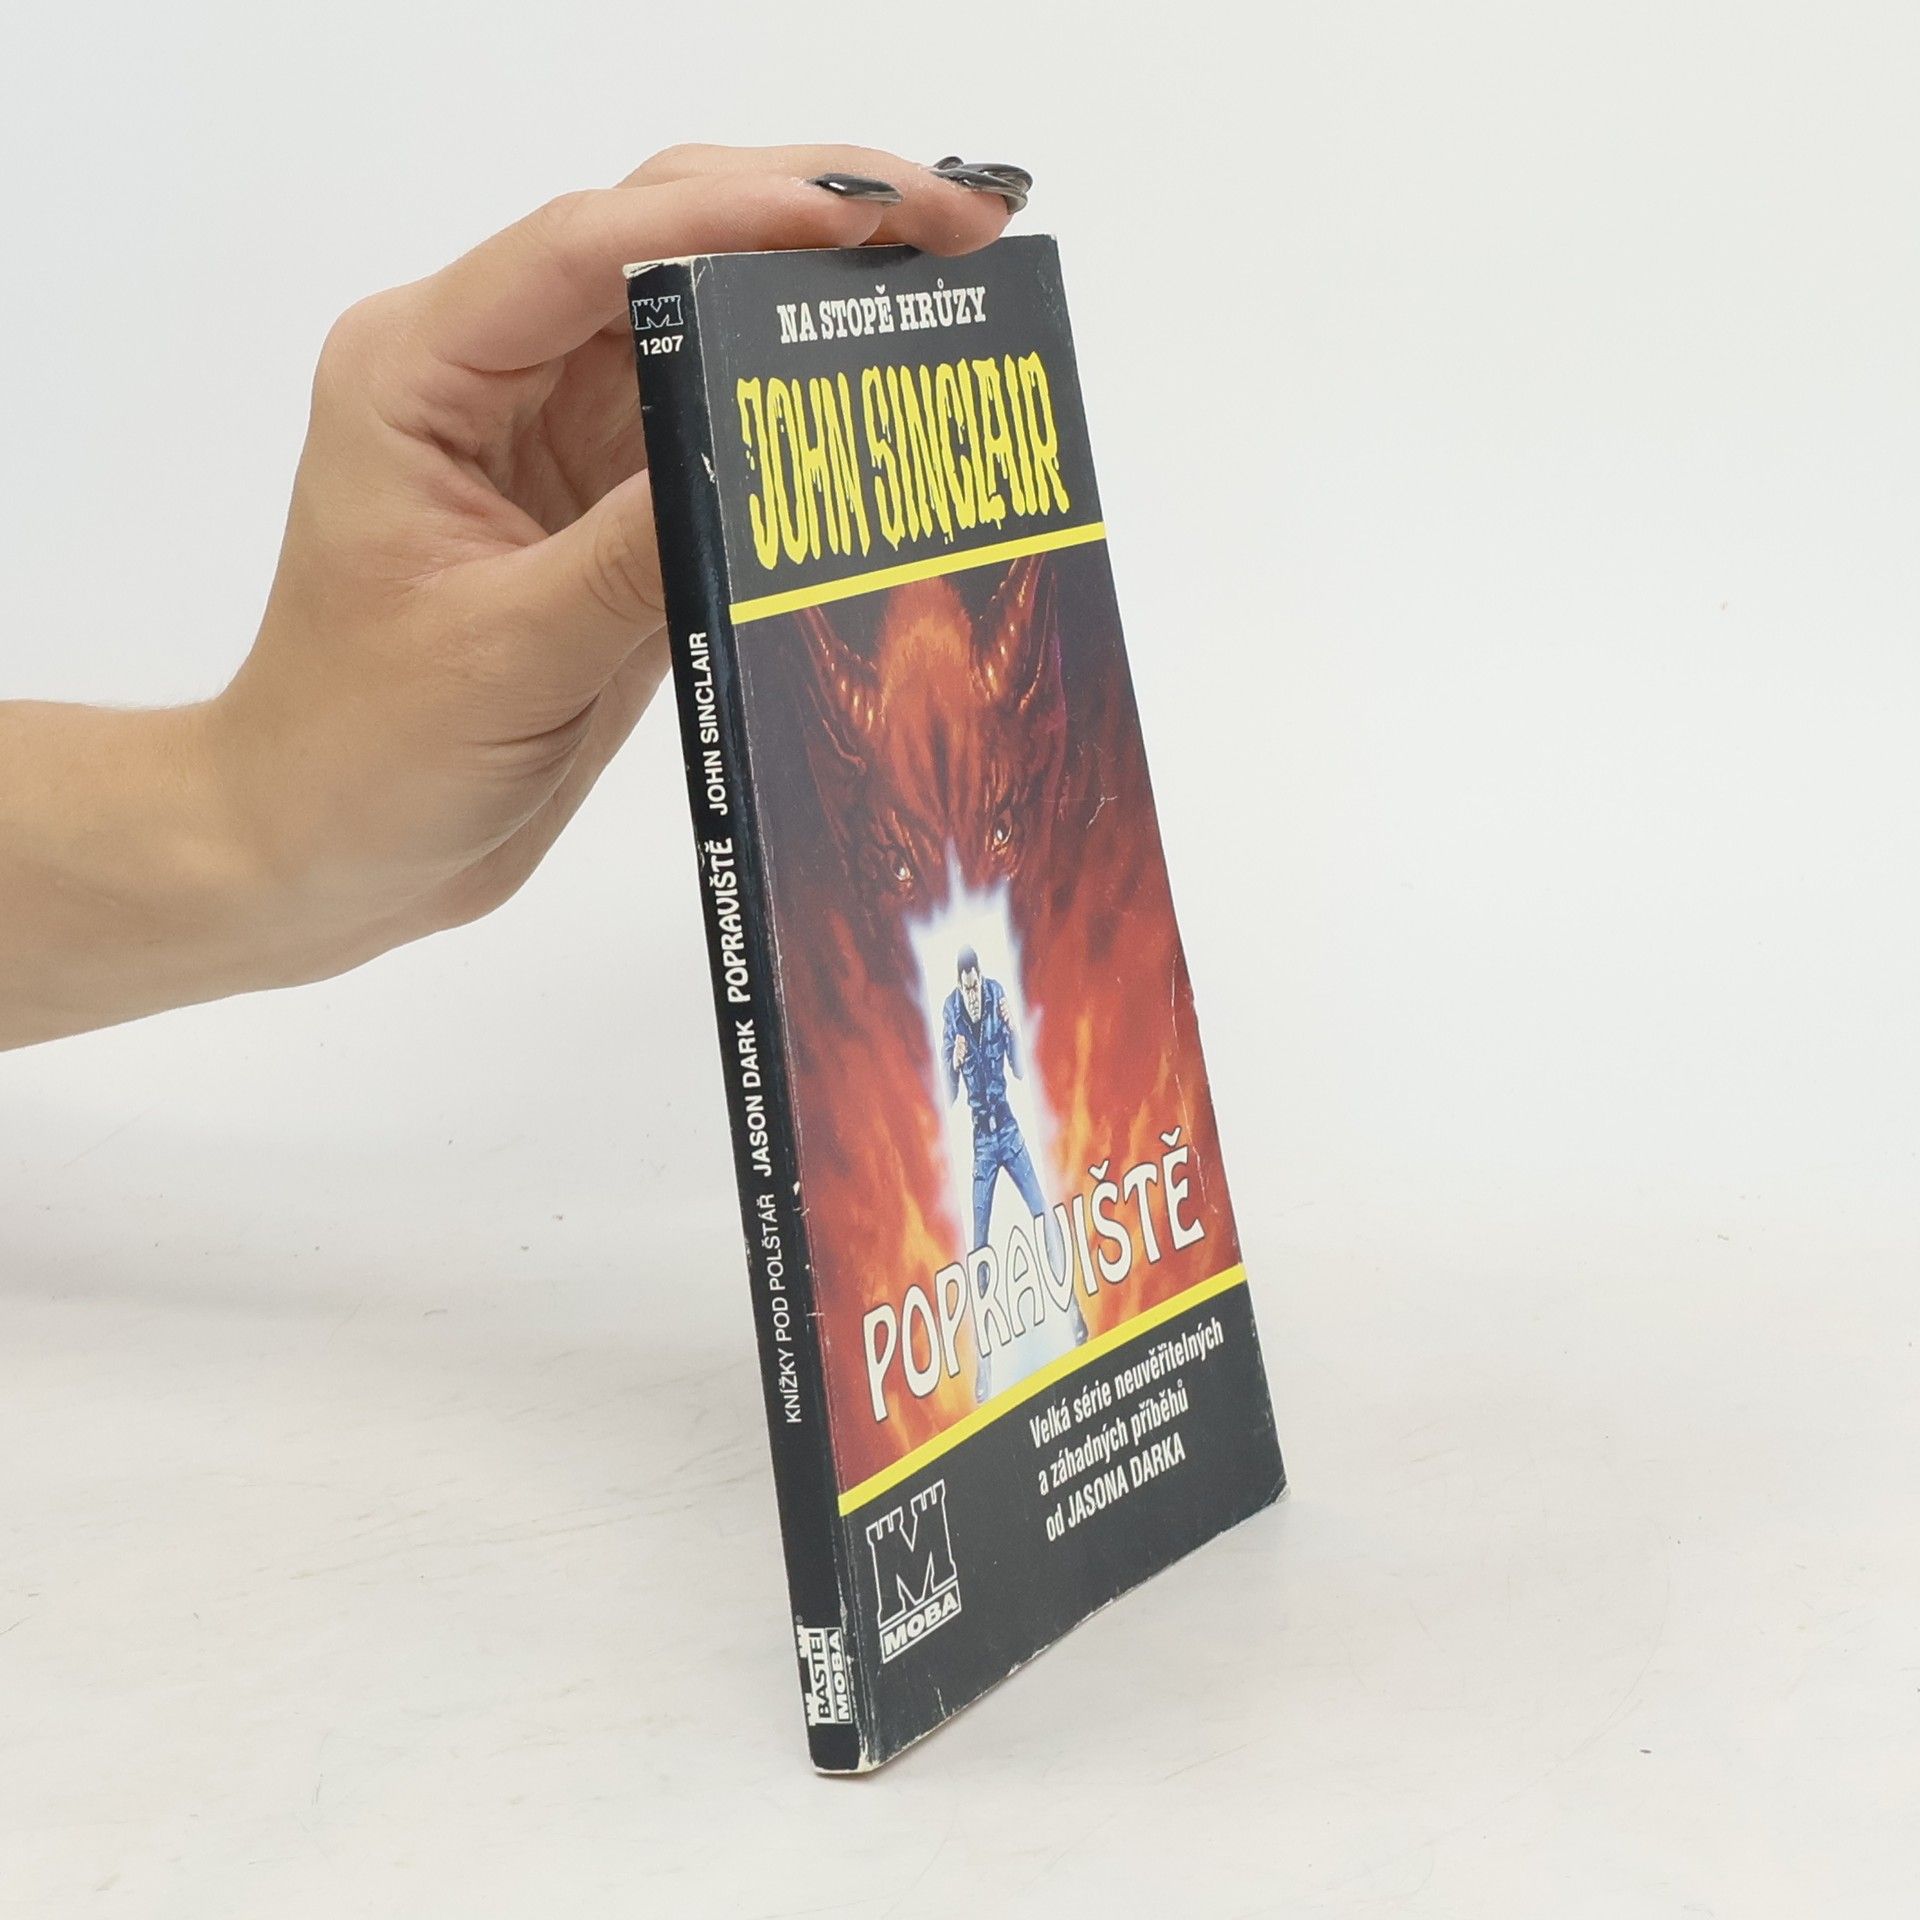 NA STOPĚ HRŮZY
JOHN SINCLAIR
POPRAVIŠTĚ
Velká série neuvěřitelných
a záhadných příběhů
od JASONA DARKA
M
MOBA
M
1207
KNÍŽKY POD POLŠTÁŘ JASON DARK POPRAVIŠTĚ JOHN SINCLAIR
BASTEI
MOBA